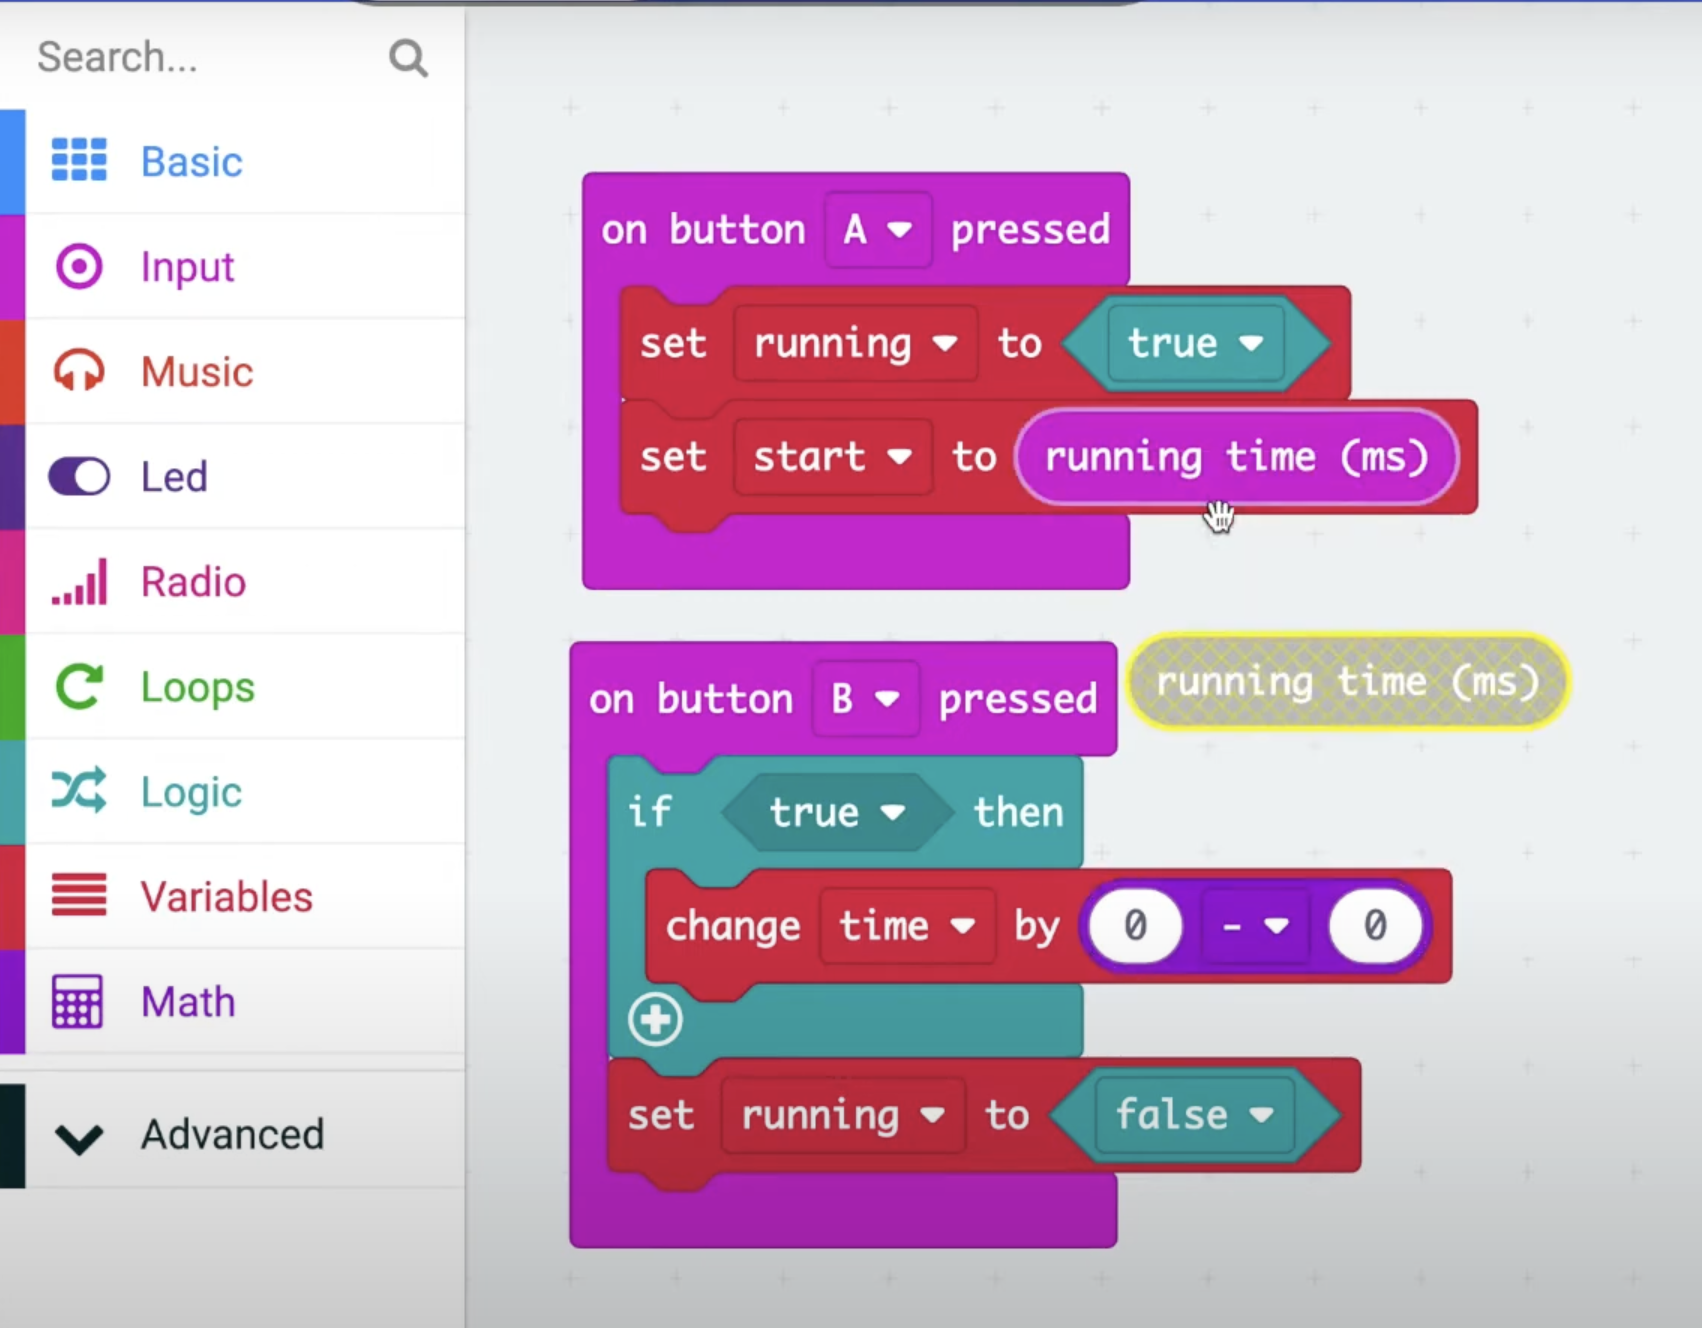 Search...
Basic
Input
Music
Led
Radio
Loops
Logic
Variables
Math
Advanced
on button A pressed
set running to true
set start to running time (ms)
running time (ms)
on button B pressed
if true then
change time by 0 - 0
set running to false